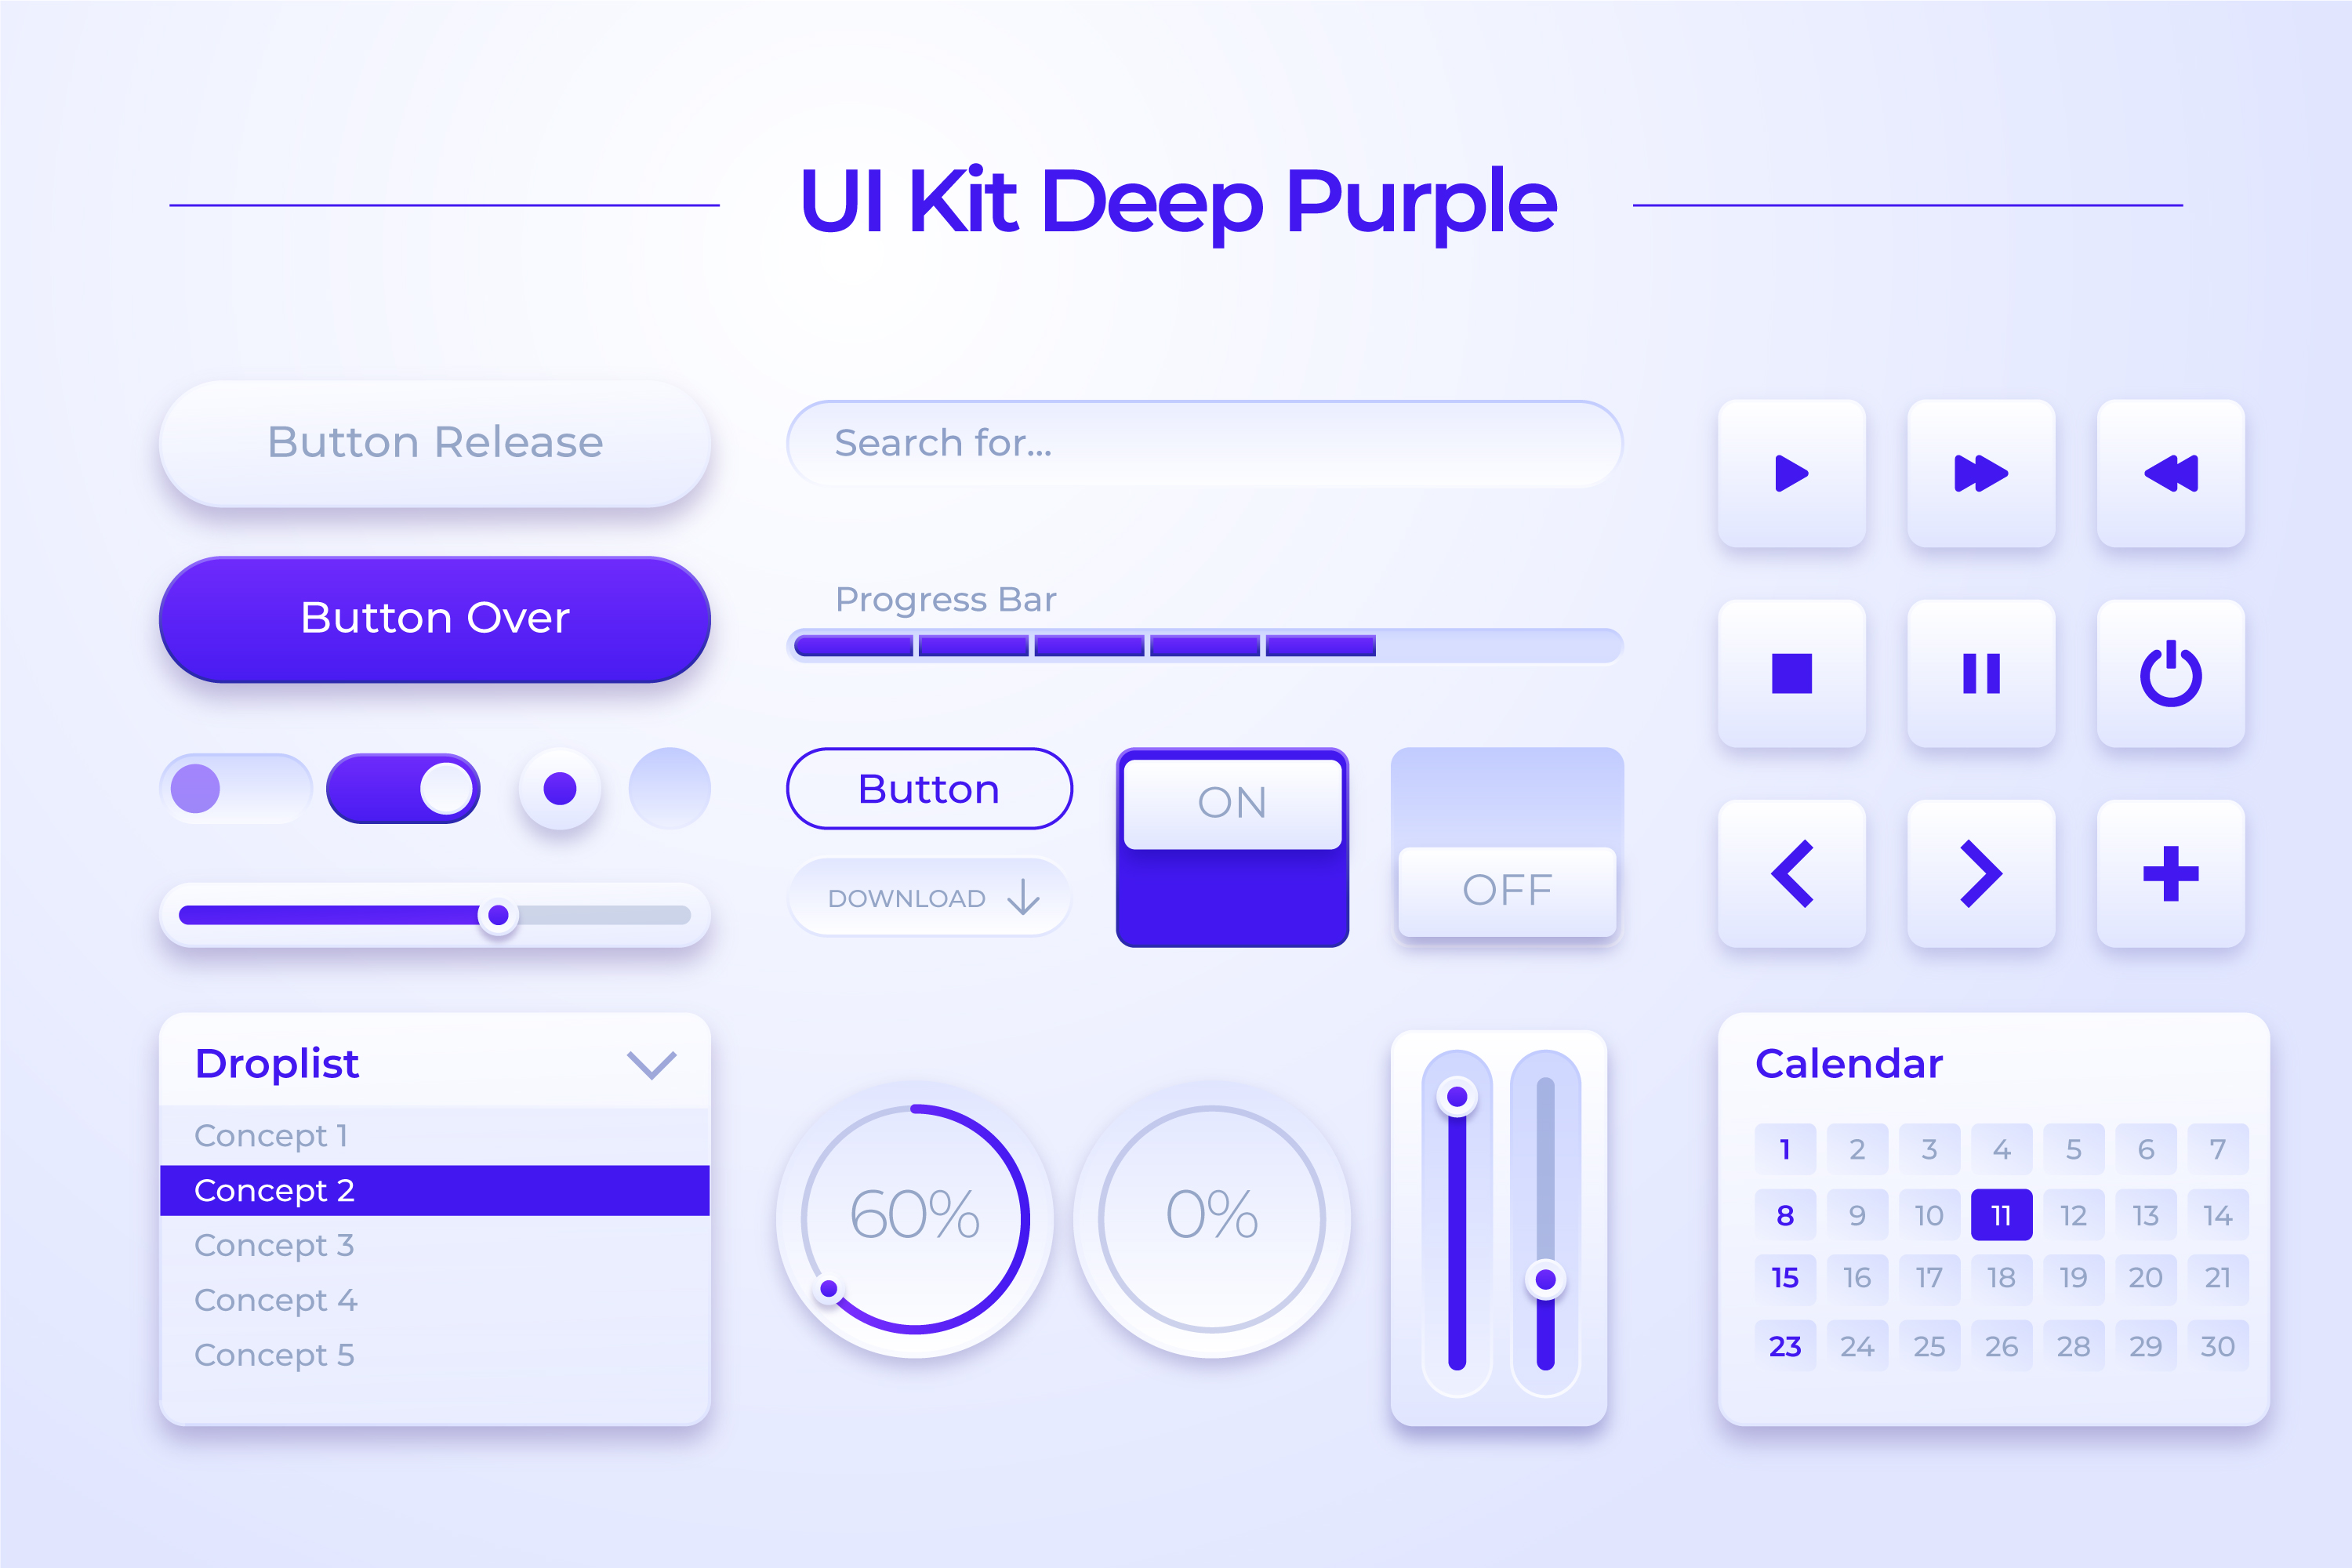 UI Kit Deep Purple
Button Release
Button Over
Search for...
Progress Bar
Button
DOWNLOAD
ON
OFF
Droplist
Concept 1
Concept 2
Concept 3
Concept 4
Concept 5
60%
0%
Calendar
1 2 3 4 5 6 7
8 9 10 11 12 13 14
15 16 17 18 19 20 21
23 24 25 26 28 29 30